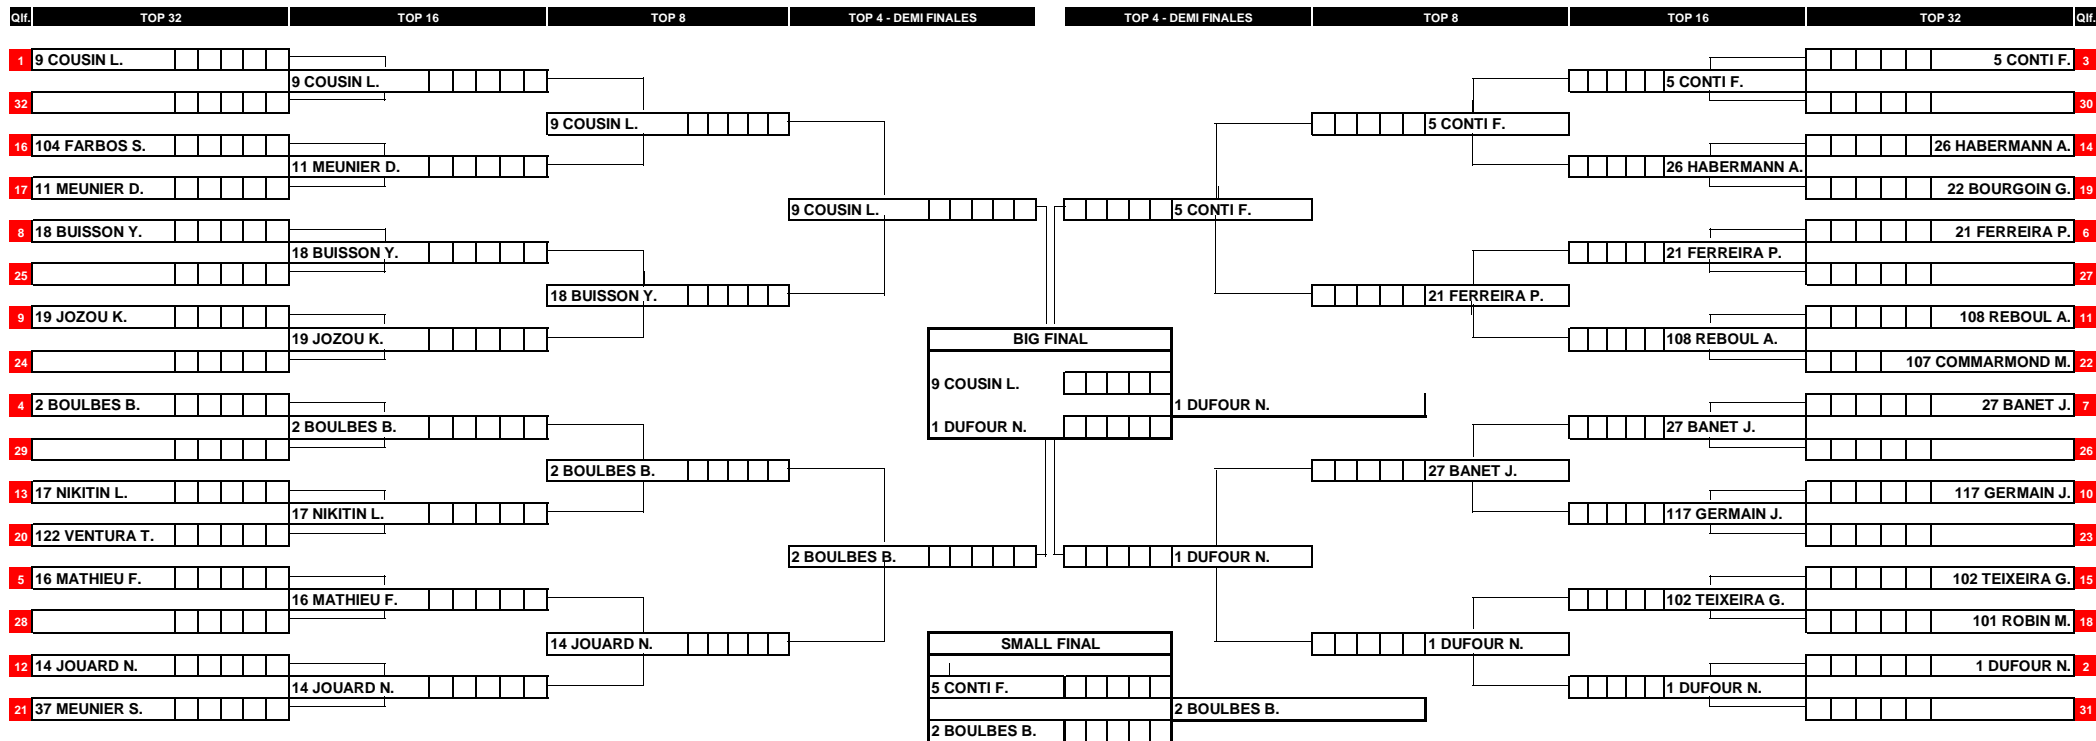 Qlf. TOP 32 TOP 16 TOP 8 TOP 4 - DEMI FINALES TOP 4 - DEMI FINALES TOP 8 TOP 16 TOP 32 Qlf.
1 9 COUSIN L. 5 CONTI F. 3
9 COUSIN L. 5 CONTI F.
32 30
9 COUSIN L. 5 CONTI F.
16 104 FARBOS S. 26 HABERMANN A. 14
11 MEUNIER D. 26 HABERMANN A.
17 11 MEUNIER D. 22 BOURGOIN G. 19
9 COUSIN L. 5 CONTI F.
8 18 BUISSON Y. 21 FERREIRA P. 6
18 BUISSON Y. 21 FERREIRA P.
25 27
18 BUISSON Y. 21 FERREIRA P.
9 19 JOZOU K. 108 REBOUL A. 11
19 JOZOU K. BIG FINAL 108 REBOUL A.
24 107 COMMARMOND M. 22
9 COUSIN L.
4 2 BOULBES B. 1 DUFOUR N. 27 BANET J. 7
2 BOULBES B. 1 DUFOUR N. 27 BANET J.
29 26
2 BOULBES B. 27 BANET J.
13 17 NIKITIN L. 117 GERMAIN J. 10
17 NIKITIN L. 117 GERMAIN J.
20 122 VENTURA T. 23
2 BOULBES B. 1 DUFOUR N.
5 16 MATHIEU F. 102 TEIXEIRA G. 15
16 MATHIEU F. 102 TEIXEIRA G.
28 101 ROBIN M. 18
14 JOUARD N. SMALL FINAL 1 DUFOUR N.
12 14 JOUARD N. 1 DUFOUR N. 2
14 JOUARD N. 5 CONTI F. 1 DUFOUR N.
21 37 MEUNIER S. 2 BOULBES B. 31
2 BOULBES B.